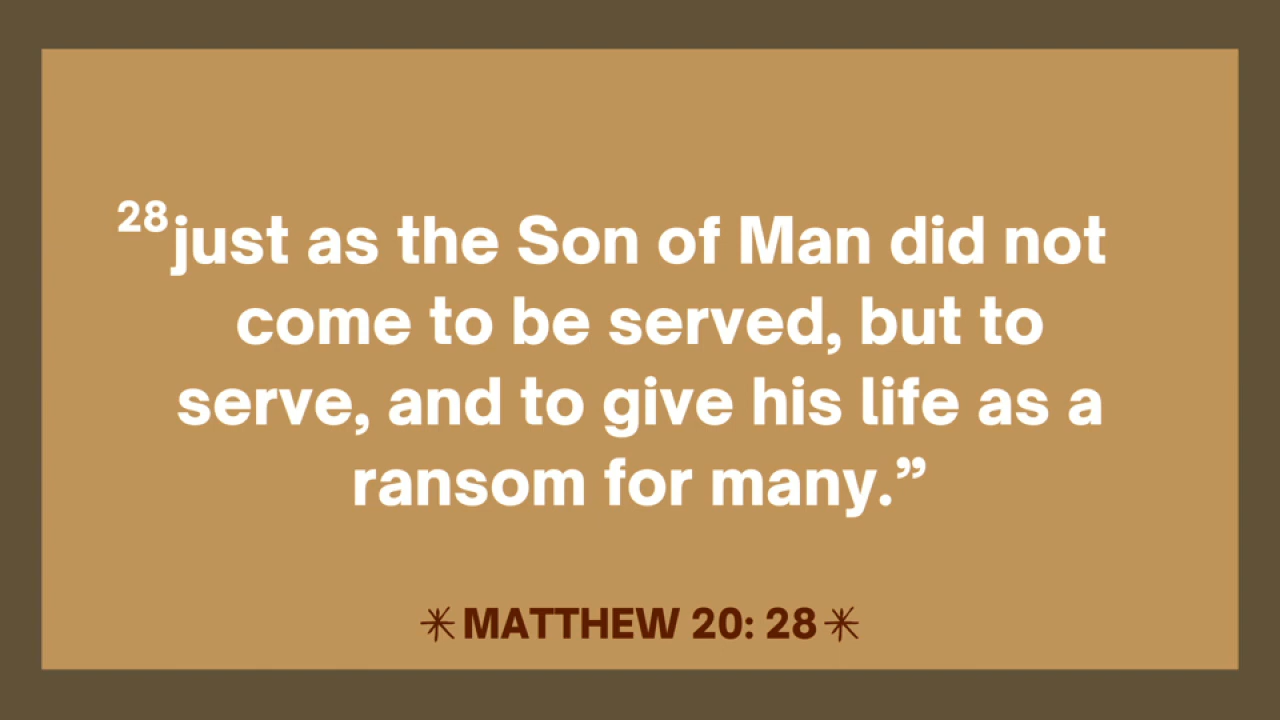 28just as the Son of Man did not
come to be served, but to
serve, and to give his life as a
ransom for many.”
MATTHEW 20: 28